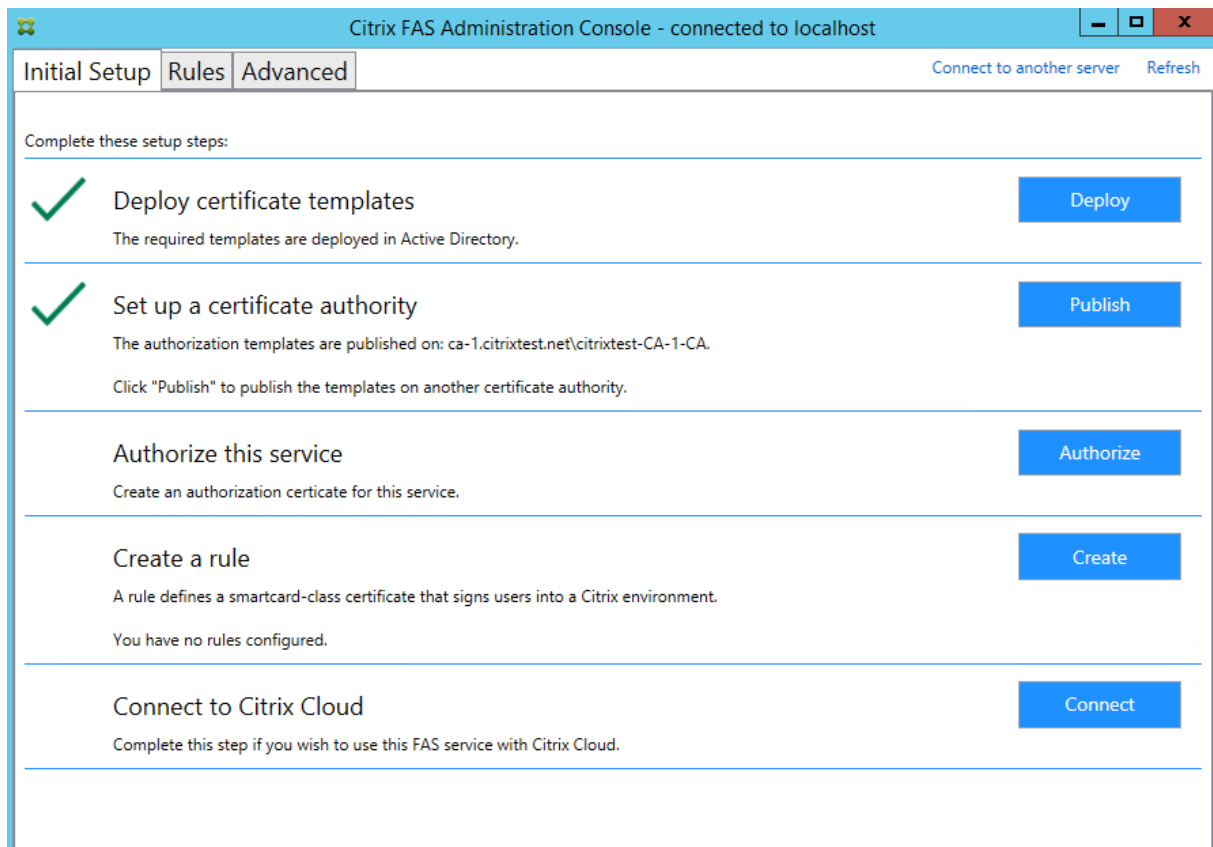 Citrix FAS Administration Console - connected to localhost
Initial Setup Rules Advanced Connect to another server Refresh
Complete these setup steps:
Deploy certificate templates Deploy
The required templates are deployed in Active Directory.
Set up a certificate authority Publish
The authorization templates are published on: ca-1.citrixtest.net\citrixtest-CA-1-CA.
Click "Publish" to publish the templates on another certificate authority.
Authorize this service Authorize
Create an authorization certicate for this service.
Create a rule Create
A rule defines a smartcard-class certificate that signs users into a Citrix environment.
You have no rules configured.
Connect to Citrix Cloud Connect
Complete this step if you wish to use this FAS service with Citrix Cloud.